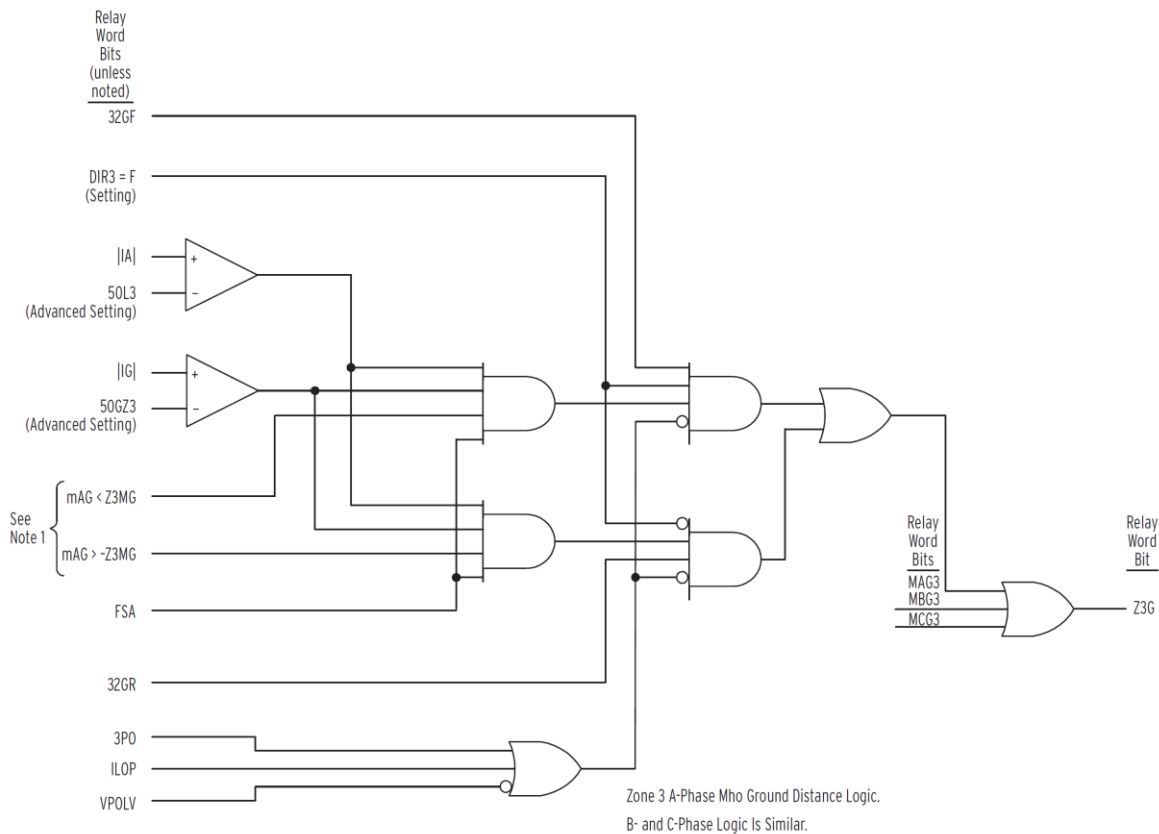 Relay
Word
Bits
(unless
noted)
32GF
DIR3 = F
(Setting)
|IA|
+
50L3
−
(Advanced Setting)
|IG|
+
50GZ3
−
(Advanced Setting)
See
Note 1
mAG < Z3MG
mAG > -Z3MG
FSA
32GR
3PO
ILOP
VPOLV
Relay
Word
Bits
MAG3
MBG3
MCG3
Relay
Word
Bit
Z3G
Zone 3 A-Phase Mho Ground Distance Logic.
B- and C-Phase Logic Is Similar.